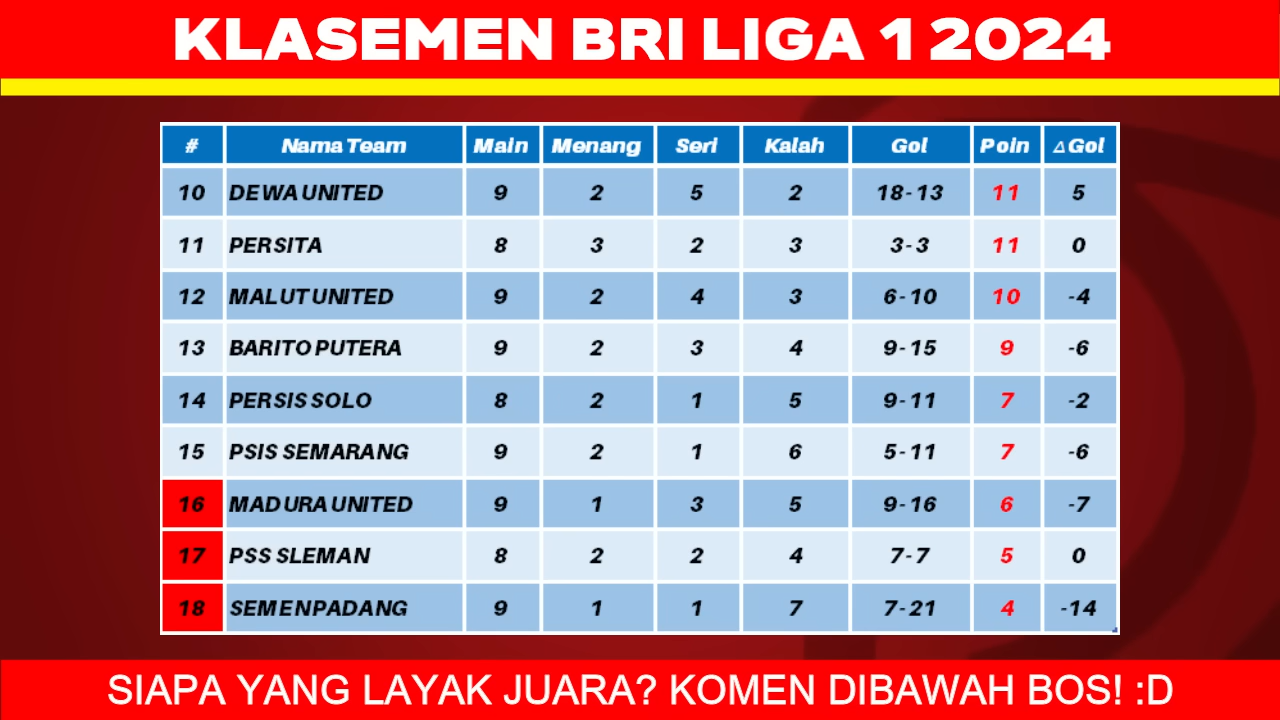 KLASEMEN BRI LIGA 1 2024
# Nama Team Main Menang Seri Kalah Gol Poin △Gol
10 DEWA UNITED 9 2 5 2 18-13 11 5
11 PERSITA 8 3 2 3 3-3 11 0
12 MALUT UNITED 9 2 4 3 6-10 10 -4
13 BARITO PUTERA 9 2 3 4 9-15 9 -6
14 PERSIS SOLO 8 2 1 5 9-11 7 -2
15 PSIS SEMARANG 9 2 1 6 5-11 7 -6
16 MADURA UNITED 9 1 3 5 9-16 6 -7
17 PSS SLEMAN 8 2 2 4 7-7 5 0
18 SEMEN PADANG 9 1 1 7 7-21 4 -14
SIAPA YANG LAYAK JUARA? KOMEN DIBAWAH BOS! :D